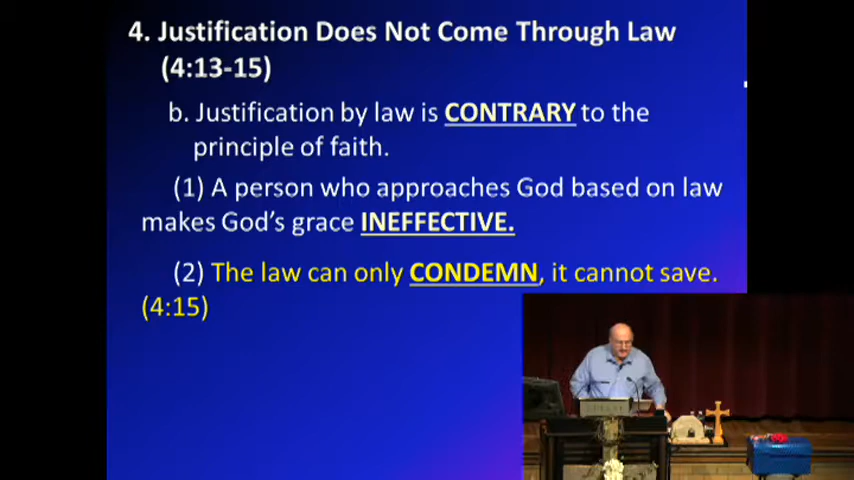 4. Justification Does Not Come Through Law
(4:13-15)
b. Justification by law is CONTRARY to the
principle of faith.
(1) A person who approaches God based on law
makes God's grace INEFFECTIVE.
(2) The law can only CONDEMN, it cannot save.
(4:15)